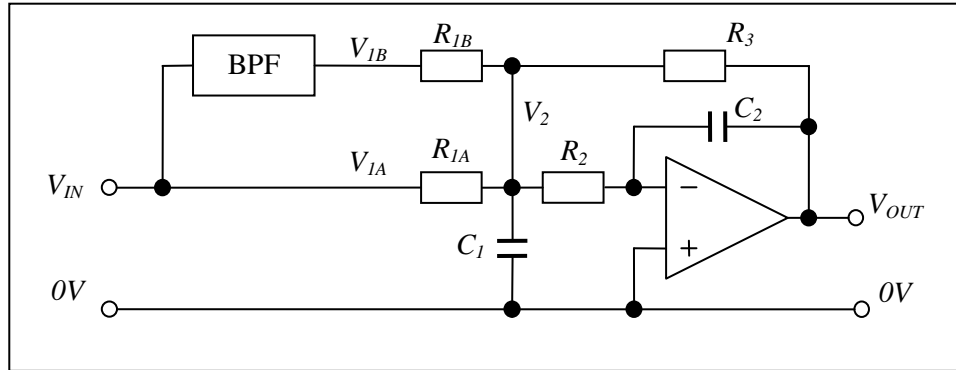 BPF
V1B
R1B
R3
V2
C2
VIN
V1A
R1A
R2
−
+
VOUT
C1
0V
0V